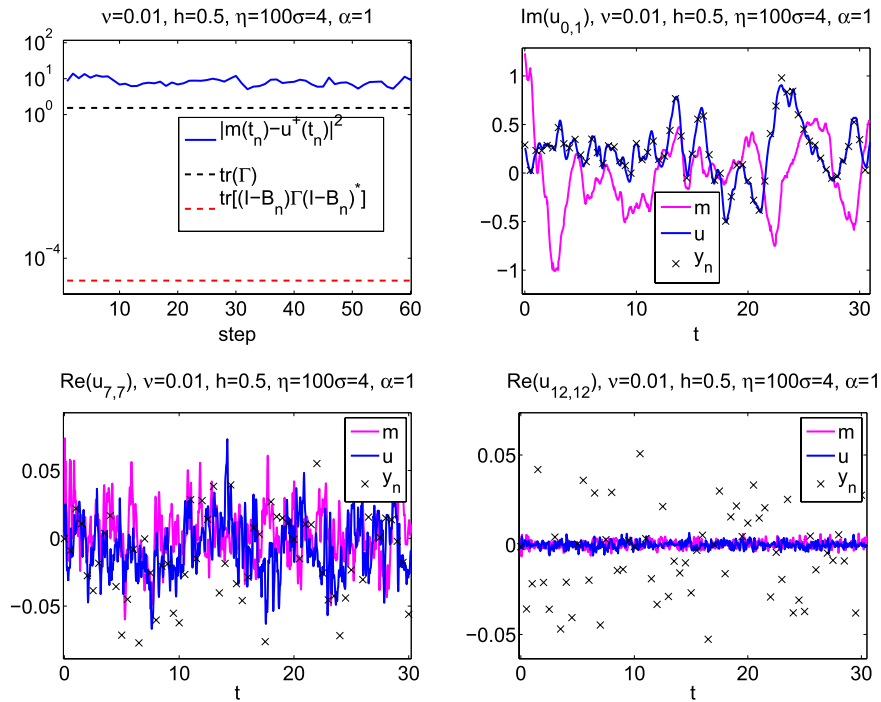 ν=0.01, h=0.5, η=100σ=4, α=1
10²
10¹
10⁰
10⁻⁴
|m(tₙ)−u⁺(tₙ)|²
tr(Γ)
tr[(I−Bₙ)Γ(I−Bₙ)*]
10 20 30 40 50 60
step
Im(u₀,₁), ν=0.01, h=0.5, η=100σ=4, α=1
1
0.5
0
−0.5
−1
m
u
yₙ
0 10 20 30
t
Re(u₇,₇), ν=0.01, h=0.5, η=100σ=4, α=1
0.05
0
−0.05
m
u
yₙ
0 10 20 30
t
Re(u₁₂,₁₂), ν=0.01, h=0.5, η=100σ=4, α=1
0.05
0
−0.05
m
u
yₙ
0 10 20 30
t